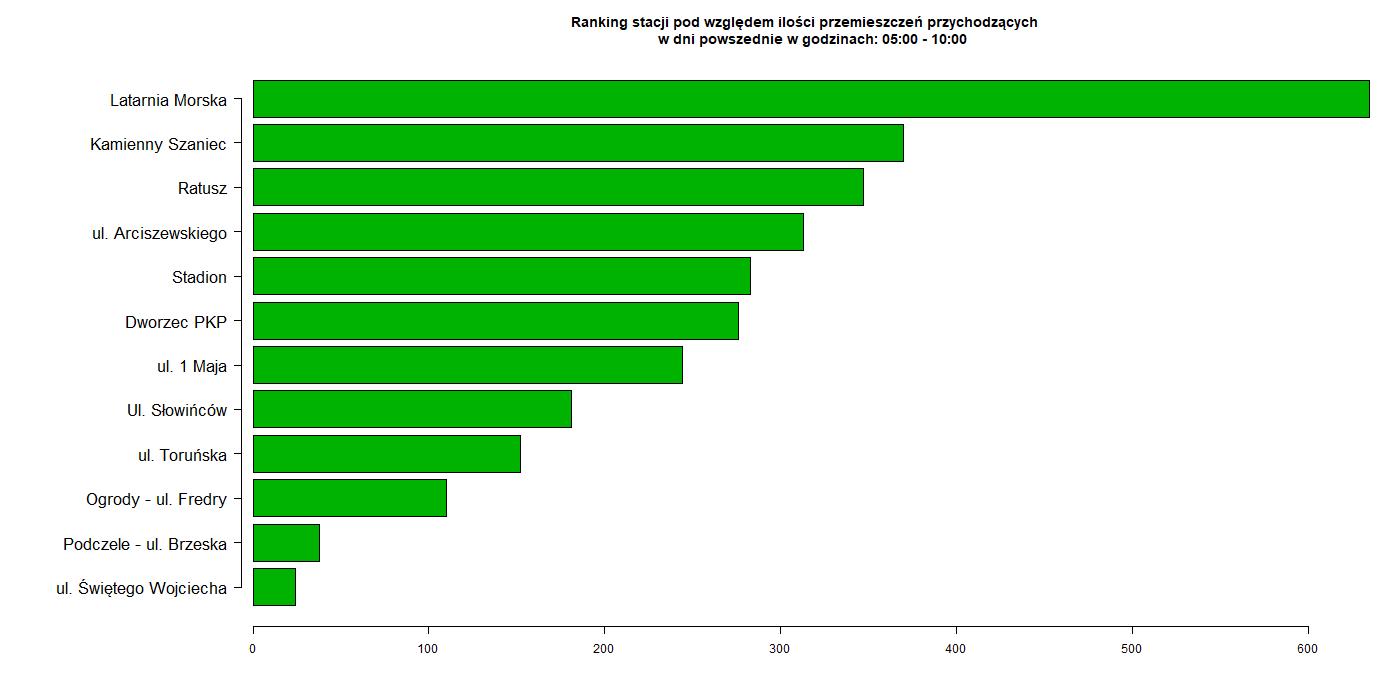 Ranking stacji pod względem ilości przemieszczeń przychodzących
w dni powszednie w godzinach: 05:00 - 10:00
Latarnia Morska
Kamienny Szaniec
Ratusz
ul. Arciszewskiego
Stadion
Dworzec PKP
ul. 1 Maja
Ul. Słowińców
ul. Toruńska
Ogrody - ul. Fredry
Podczele - ul. Brzeska
ul. Świętego Wojciecha
0 100 200 300 400 500 600